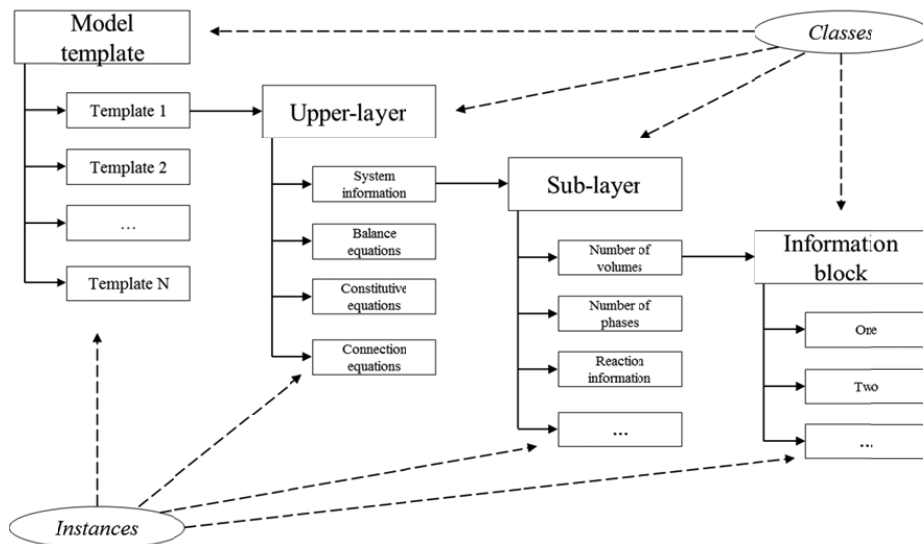 Model
template
Classes
Template 1
Template 2
...
Template N
Upper-layer
System
information
Balance
equations
Constitutive
equations
Connection
equations
Sub-layer
Number of
volumes
Number of
phases
Reaction
information
...
Information
block
One
Two
...
Instances